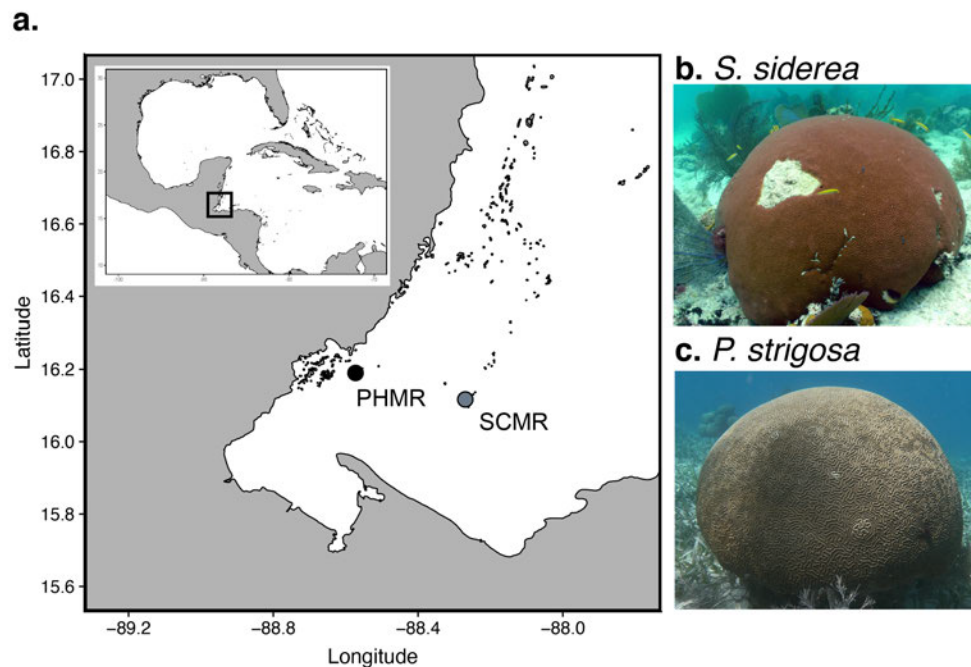 a.
b. S. siderea
17.0
16.8
16.6
16.4
16.2
16.0
15.8
15.6
Latitude
PHMR
SCMR
−89.2
−88.8
−88.4
−88.0
Longitude
c. P. strigosa